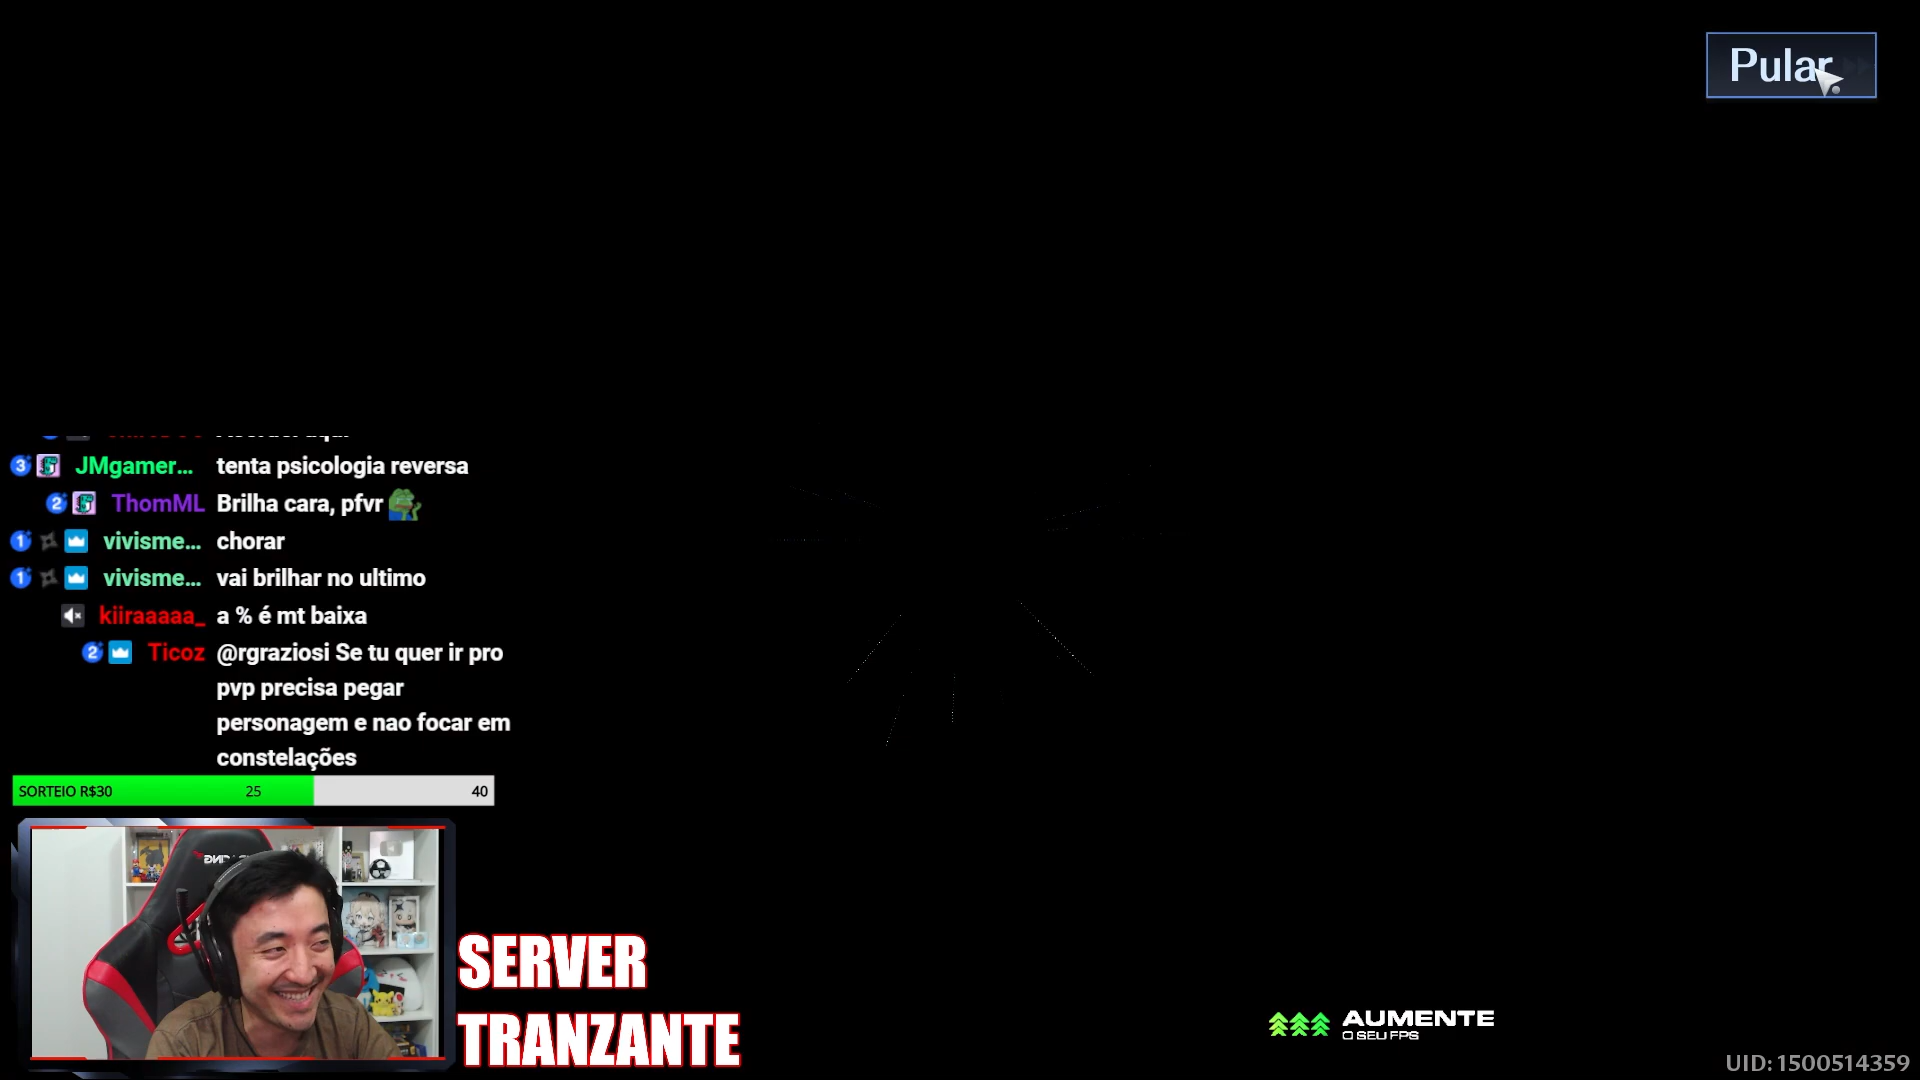 Pular
JMgamer... tenta psicologia reversa
ThomML Brilha cara, pfvr
vivisme... chorar
vivisme... vai brilhar no ultimo
kiiraaaaa_ a % é mt baixa
Ticoz @rgraziosi Se tu quer ir pro
pvp precisa pegar
personagem e nao focar em
constelações
SORTEIO R$30 25 40
SERVER
TRANZANTE
AUMENTE
O SEU FPS
UID: 1500514359